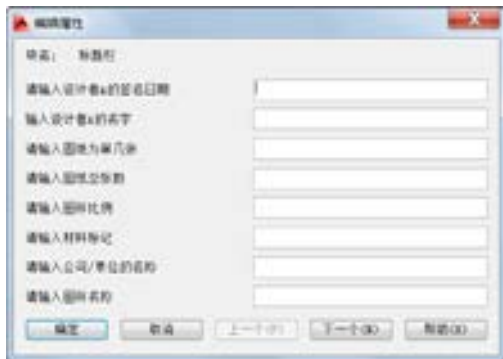 编辑属性
块名: 标题栏
请输入设计者a的签名日期
输入设计者a的名字
请输入图纸为第几张
请输入图纸总张数
请输入图样比例
请输入材料标记
请输入公司/单位的名称
请输入图样名称
确定 取消 上一个(P) 下一个(N) 帮助(H)